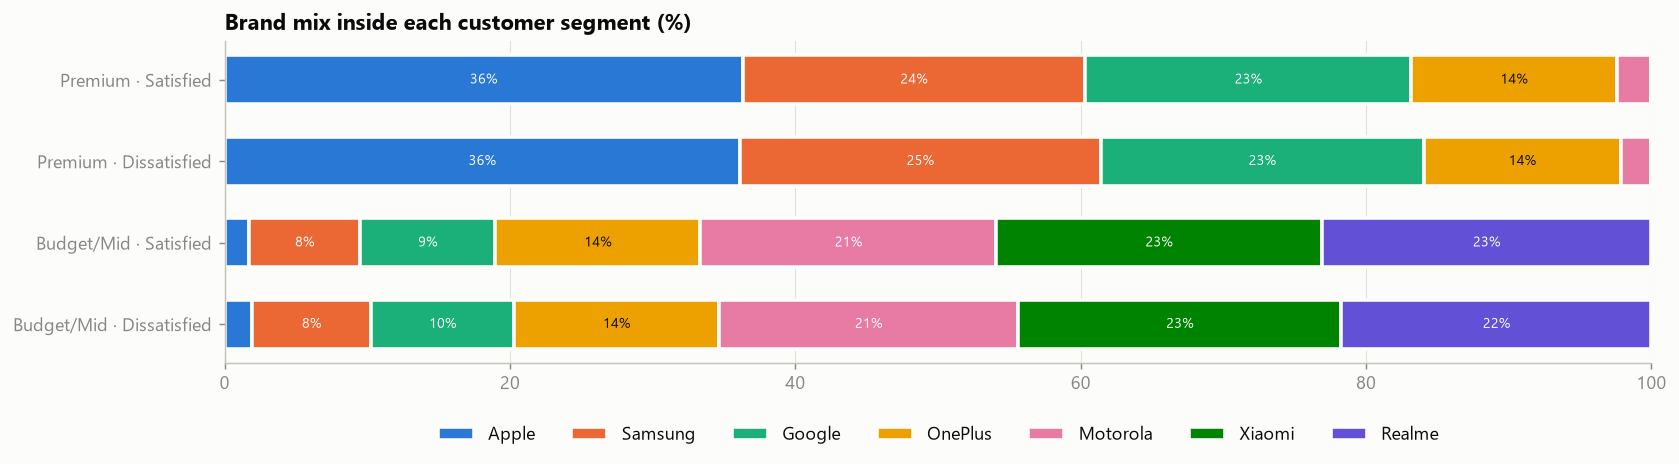 Brand mix inside each customer segment (%)
Premium · Satisfied 36% 24% 23% 14%
Premium · Dissatisfied 36% 25% 23% 14%
Budget/Mid · Satisfied 8% 9% 14% 21% 23% 23%
Budget/Mid · Dissatisfied 8% 10% 14% 21% 23% 22%
0 20 40 60 80 100
Apple Samsung Google OnePlus Motorola Xiaomi Realme